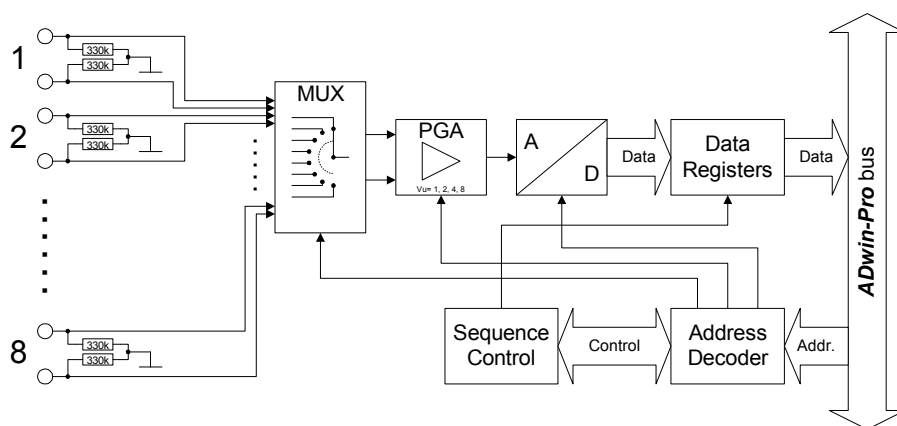 1
330k
330k
2
330k
330k
8
330k
330k
MUX
PGA
Vu= 1, 2, 4, 8
A
D
Data
Data
Registers
Data
Sequence
Control
Control
Address
Decoder
Addr.
ADwin-Pro bus